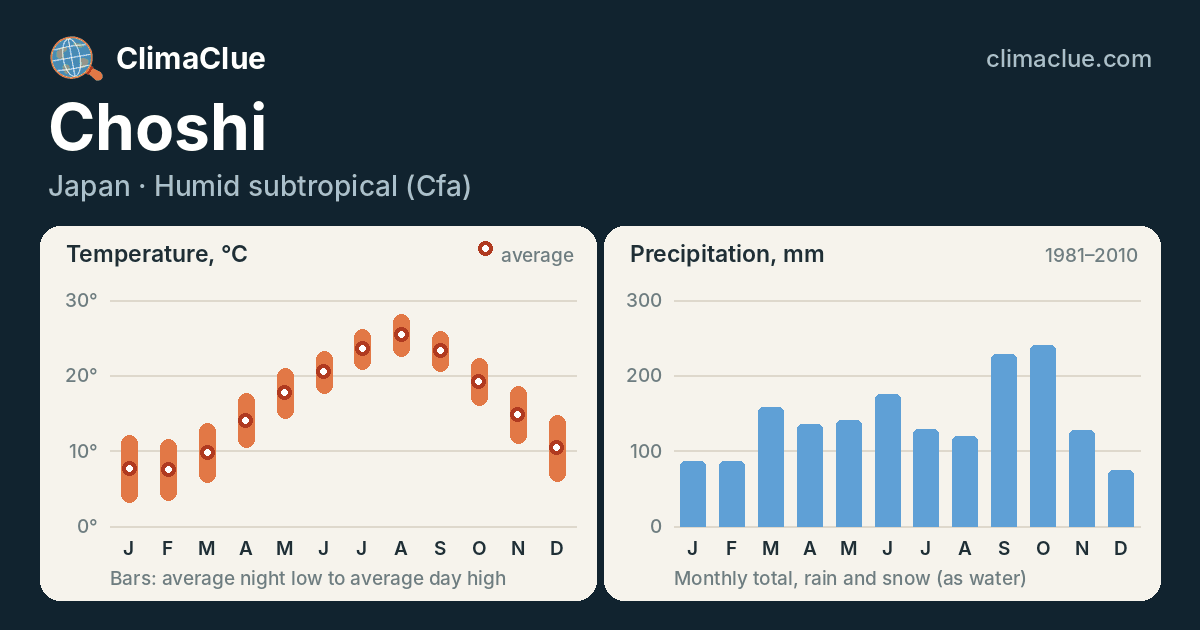 ClimaClue
climaclue.com
Choshi
Japan · Humid subtropical (Cfa)
Temperature, °C
average
30°
20°
10°
0°
J F M A M J J A S O N D
Bars: average night low to average day high
Precipitation, mm
1981–2010
300
200
100
0
J F M A M J J A S O N D
Monthly total, rain and snow (as water)